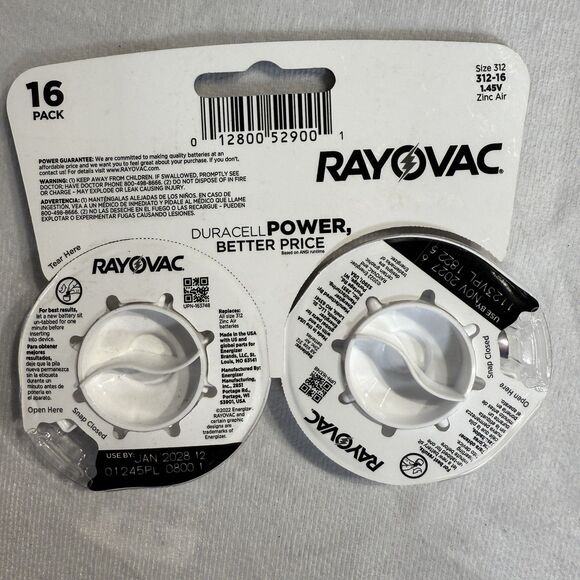 16
PACK
Size 312
312-16
1.45V
Zinc Air
0 12800 52900 1
POWER GUARANTEE: We are committed to making quality batteries at an
affordable price and we want you to feel great about your purchase. If you don't,
contact us! For details visit www.RAYOVAC.com.
WARNING: (1) KEEP AWAY FROM CHILDREN. IF SWALLOWED, PROMPTLY SEE
DOCTOR; HAVE DOCTOR PHONE 800-498-8666. (2) DO NOT DISPOSE OF IN FIRE
OR CHARGE - MAY EXPLODE OR LEAK CAUSING INJURY.
ADVERTENCIA: (1) MANTÉNGALAS ALEJADAS DE LOS NIÑOS. EN CASO DE
INGESTIÓN, VEA A UN MÉDICO DE INMEDIATO Y PÍDALE AL MÉDICO QUE LLAME
800-498-8666. (2) NO LAS DESECHE EN EL FUEGO O LAS RECARGUE - PUEDEN
EXPLOTAR O EXPERIMENTAR FUGAS CAUSANDO LESIONES.
RAYOVAC
DURACELL POWER,
BETTER PRICE
Based on ANSI runtime
Tear Here
RAYOVAC
UPN-163748
For best results,
let a new battery sit
un-tabbed for one
minute before
inserting
into device.
Para obtener
mejores
resultados,
deje que la pila
nueva permanezca
sin la etiqueta
durante un
minuto antes de
ponerla en
el aparato.
Replaces:
All size 312
Zinc Air
batteries
Made in the USA
with US and
global parts for
Energizer
Brands, LLC, St.
Louis, MO 63141
Manufactured By:
Energizer
Manufacturing,
Inc., 2851
Portage Rd.,
Portage, WI
53901, USA
©2022 Energizer.
RAYOVAC and
certain graphic
designs are
trademarks of
Energizer.
Open Here
Snap Closed
USE BY: JAN 2028 12
01245PL 0800 1
RAYOVAC
Snap Closed
Open Here